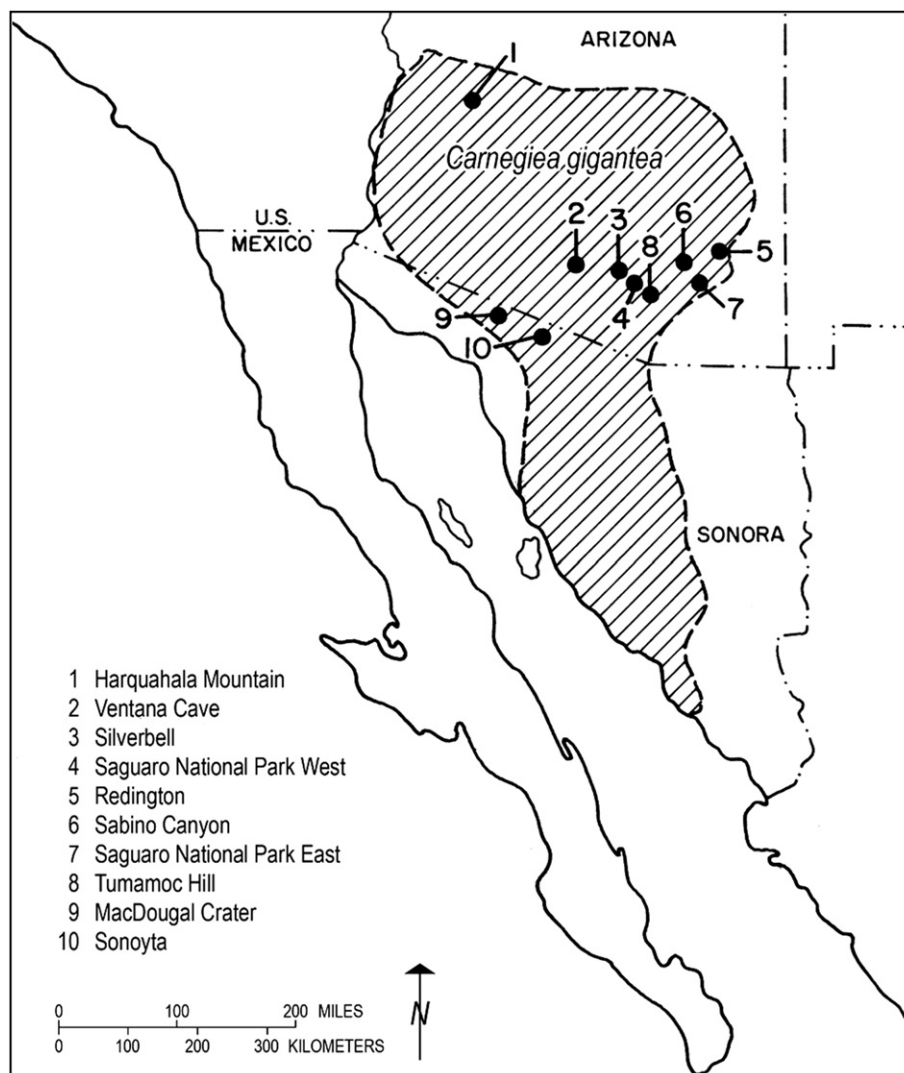 ARIZONA
1
Carnegiea gigantea
2
3
6
8
5
U.S.
MEXICO
4
7
9
10
SONORA
1 Harquahala Mountain
2 Ventana Cave
3 Silverbell
4 Saguaro National Park West
5 Redington
6 Sabino Canyon
7 Saguaro National Park East
8 Tumamoc Hill
9 MacDougal Crater
10 Sonoyta
0 100 200 MILES
0 100 200 300 KILOMETERS
N